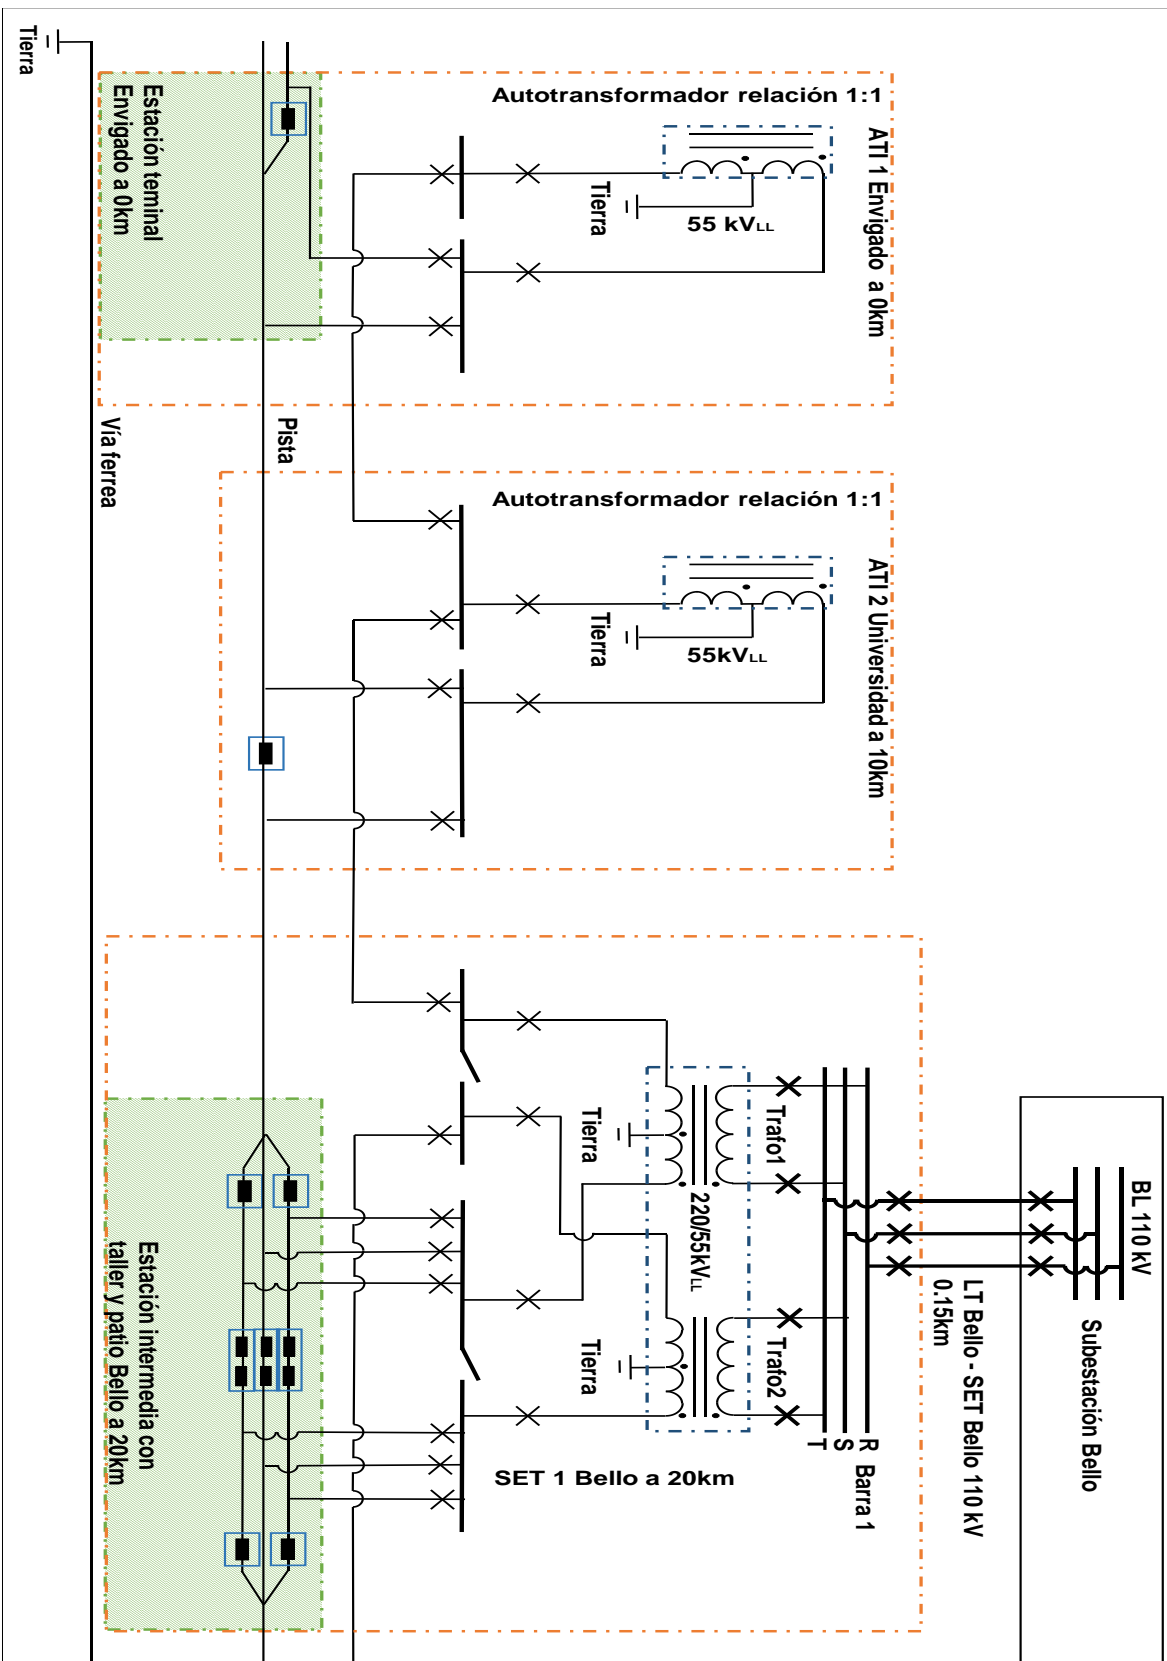 Tierra
Estación teminal
Envigado a 0km
Autotransformador relación 1:1
ATI 1 Envigado a 0km
Tierra
55 kVLL
Vía ferrea
Pista
Autotransformador relación 1:1
ATI 2 Universidad a 10km
Tierra
55kVLL
Tierra
Trafo1
220/55kVLL
Tierra
Trafo2
R
S
T
Barra 1
SET 1 Bello a 20km
Estación intermedia con
taller y patio Bello a 20km
LT Bello - SET Bello 110 kV
0.15km
BL 110 kV
Subestación Bello